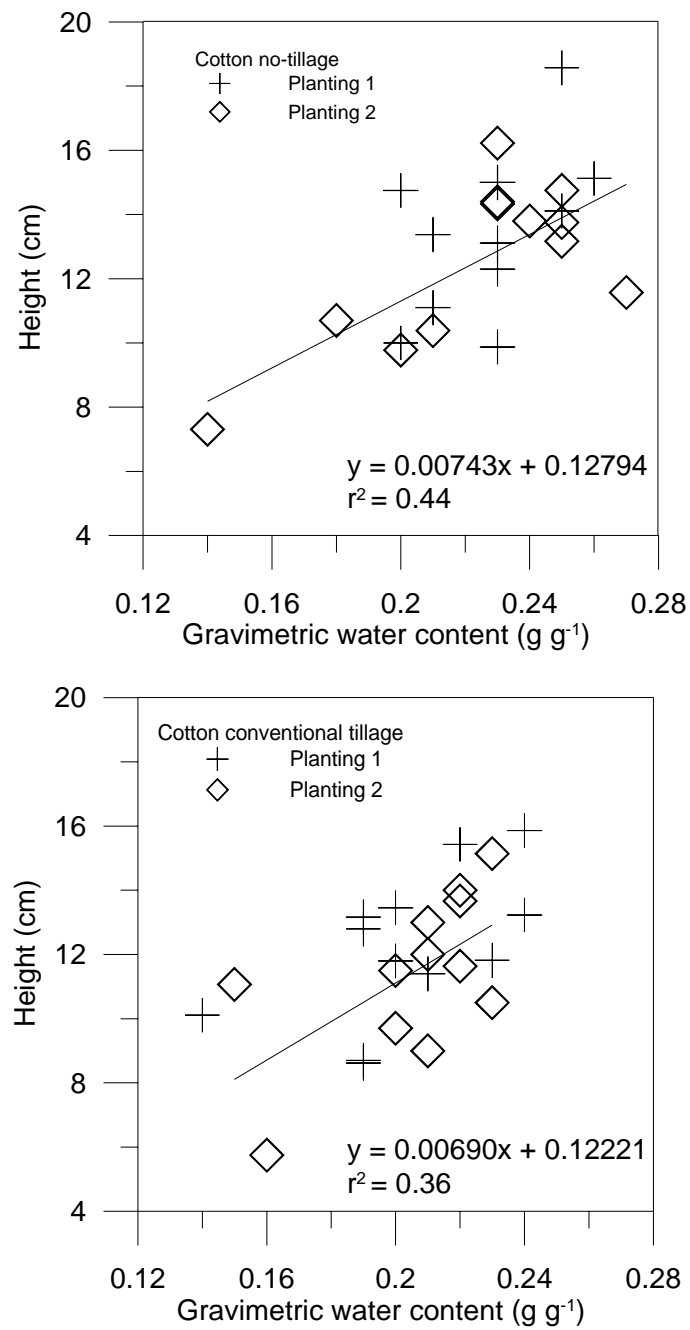 20
Cotton no-tillage
Planting 1
Planting 2
16
12
8
4
Height (cm)
y = 0.00743x + 0.12794
r² = 0.44
0.12 0.16 0.2 0.24 0.28
Gravimetric water content (g g⁻¹)
20
Cotton conventional tillage
Planting 1
Planting 2
16
12
8
4
Height (cm)
y = 0.00690x + 0.12221
r² = 0.36
0.12 0.16 0.2 0.24 0.28
Gravimetric water content (g g⁻¹)